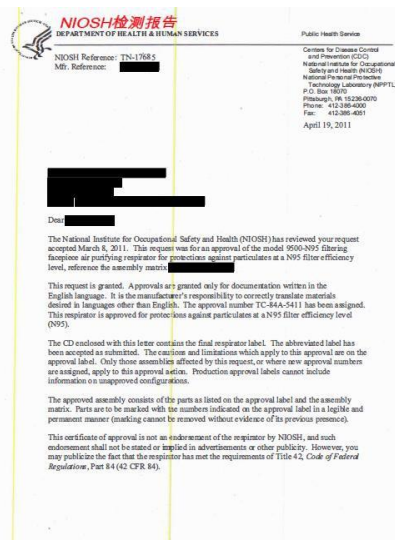 NIOSH检测报告
DEPARTMENT OF HEALTH & HUMAN SERVICES
Public Health Service
Centers for Disease Control
and Prevention (CDC)
National Institute for Occupational
Safety and Health (NIOSH)
National Personal Protective
Technology Laboratory (NPPTL)
P.O. Box 18070
Pittsburgh, PA 15236-0070
Phone: 412-386-4000
Fax: 412-386-4051
April 19, 2011
NIOSH Reference: TN-17685
Mfr. Reference:
Dear
The National Institute for Occupational Safety and Health (NIOSH) has reviewed your request
accepted March 8, 2011. This request was for an approval of the model 9500-N95 filtering
facepiece air purifying respirator for protections against particulates at a N95 filter efficiency
level, reference the assembly matrix
This request is granted. Approvals are granted only for documentation written in the
English language. It is the manufacturer's responsibility to correctly translate materials
desired in languages other than English. The approval number TC-84A-5411 has been assigned.
This respirator is approved for protections against particulates at N95 filter efficiency level
(N95).
The CD enclosed with this letter contains the final respirator label. The abbreviated label has
been accepted as submitted. The cautions and limitations which apply to this approval are on the
approval label. Only those assemblies affected by this request, or where new approval numbers
are assigned, apply to this approval action. Production approval labels cannot include
information on unapproved configurations.
The approved assembly consists of the parts as listed on the approval label and the assembly
matrix. Parts are to be marked with the numbers indicated on the approval label in a legible and
permanent manner (marking cannot be removed without evidence of its previous presence).
This certificate of approval is not an endorsement of the respirator by NIOSH, and such
endorsement shall not be stated or implied in advertisements or other publicity. However, you
may publicize the fact that the respirator has met the requirements of Title 42, Code of Federal
Regulations, Part 84 (42 CFR 84).